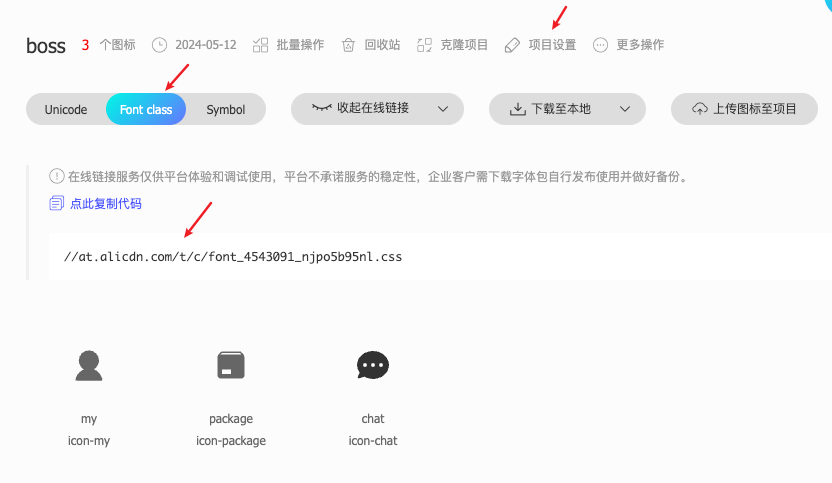 boss 3 个图标 2024-05-12 批量操作 回收站 克隆项目 项目设置 更多操作
Unicode Font class Symbol 收起在线链接 下载至本地 上传图标至项目
在线链接服务仅供平台体验和调试使用，平台不承诺服务的稳定性，企业客户需下载字体包自行发布使用并做好备份。
点此复制代码
//at.alicdn.com/t/c/font_4543091_njpo5b95nl.css
my package chat
icon-my icon-package icon-chat